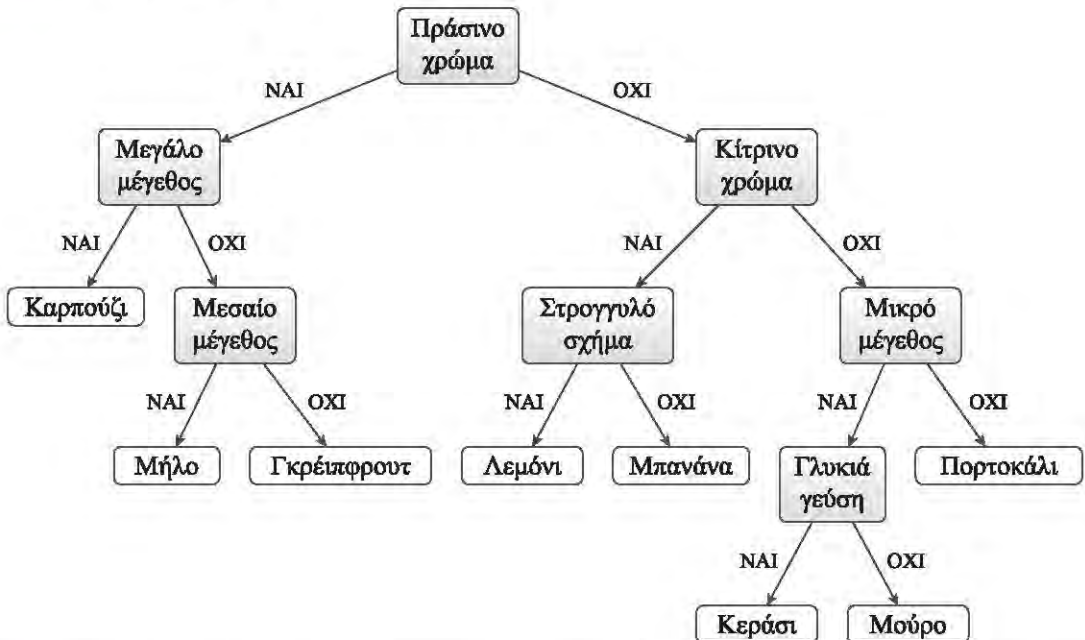 Πράσινο
χρώμα
ΝΑΙ
ΟΧΙ
Μεγάλο
μέγεθος
Κίτρινο
χρώμα
ΝΑΙ
ΟΧΙ
ΝΑΙ
ΟΧΙ
Καρπούζι
Μεσαίο
μέγεθος
Στρογγυλό
σχήμα
Μικρό
μέγεθος
ΝΑΙ
ΟΧΙ
ΝΑΙ
ΟΧΙ
ΝΑΙ
ΟΧΙ
Μήλο
Γκρέιπφρουτ
Λεμόνι
Μπανάνα
Γλυκιά
γεύση
Πορτοκάλι
ΝΑΙ
ΟΧΙ
Κεράσι
Μούρο